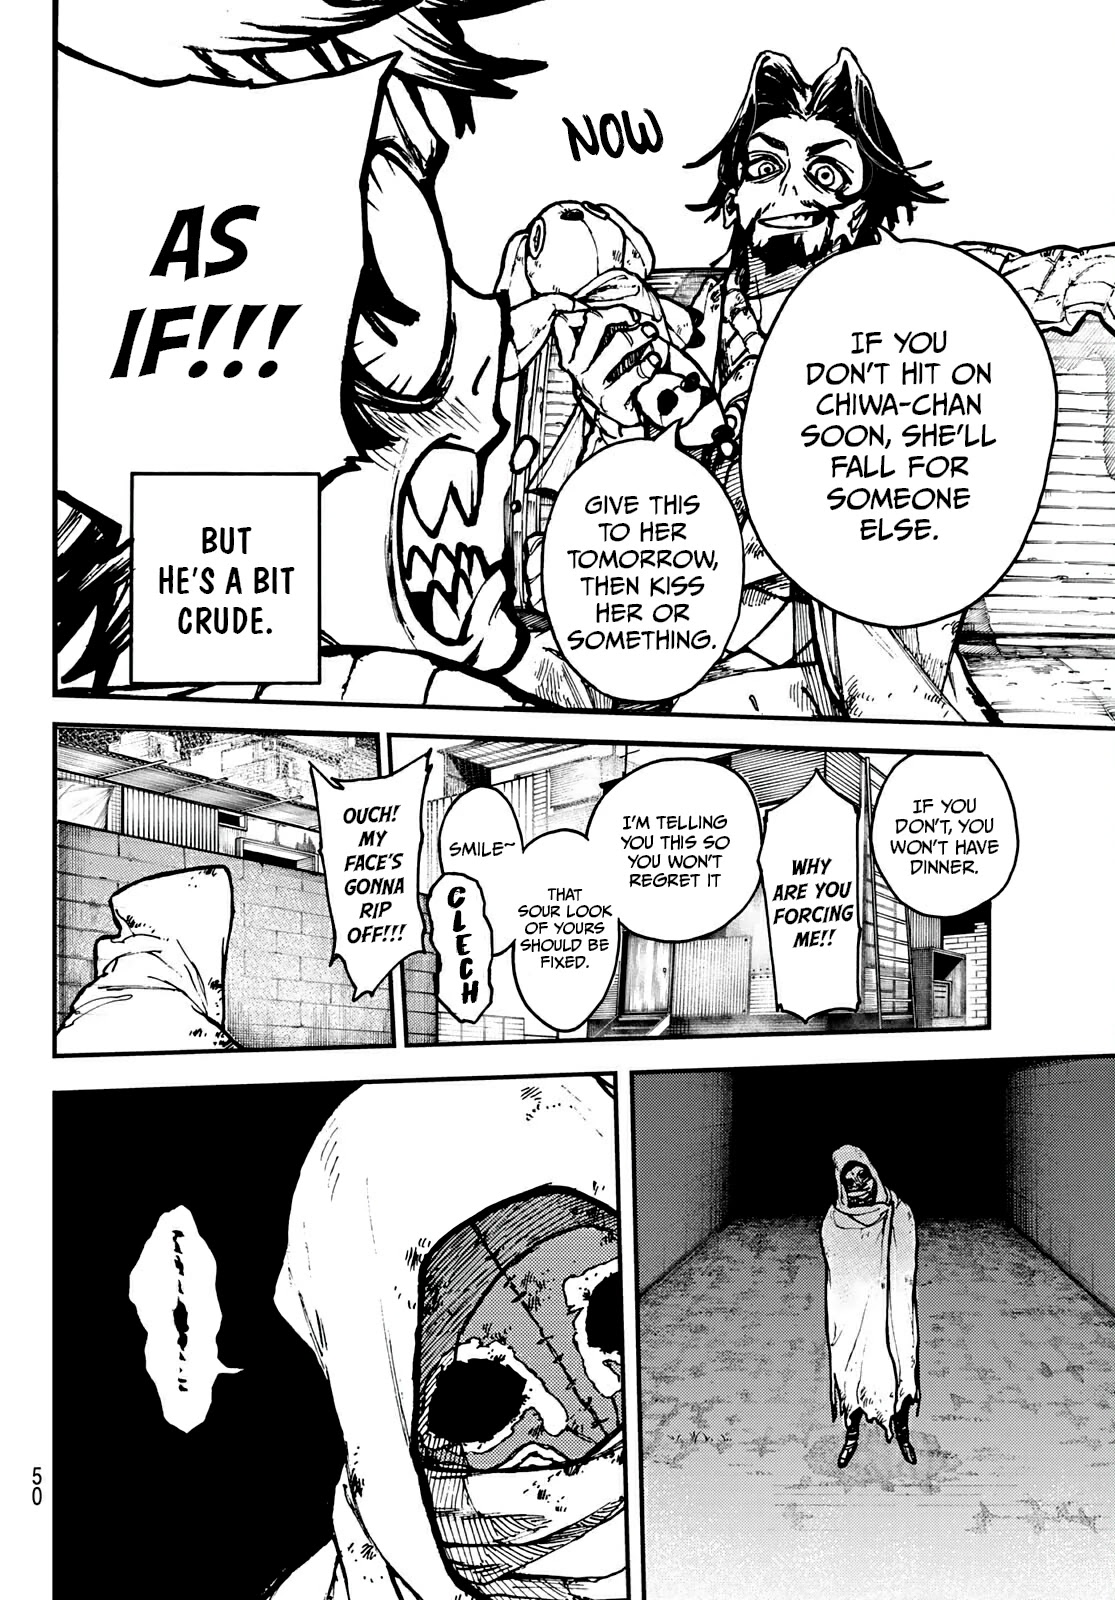 NOW
IF YOU
DON'T HIT ON
CHIWA-CHAN
SOON, SHE'LL
FALL FOR
SOMEONE
ELSE.
GIVE THIS
TO HER
TOMORROW,
THEN KISS
HER OR
SOMETHING.
AS
IF!!!
BUT
HE'S A BIT
CRUDE.
IF YOU
DON'T, YOU
WON'T HAVE
DINNER.
WHY
ARE YOU
FORCING
ME!!
I'M TELLING
YOU THIS SO
YOU WON'T
REGRET IT
THAT
SOUR LOOK
OF YOURS
SHOULD BE
FIXED.
SMILE~
CLECH
OUCH!
MY
FACE'S
GONNA
RIP
OFF!!!
50